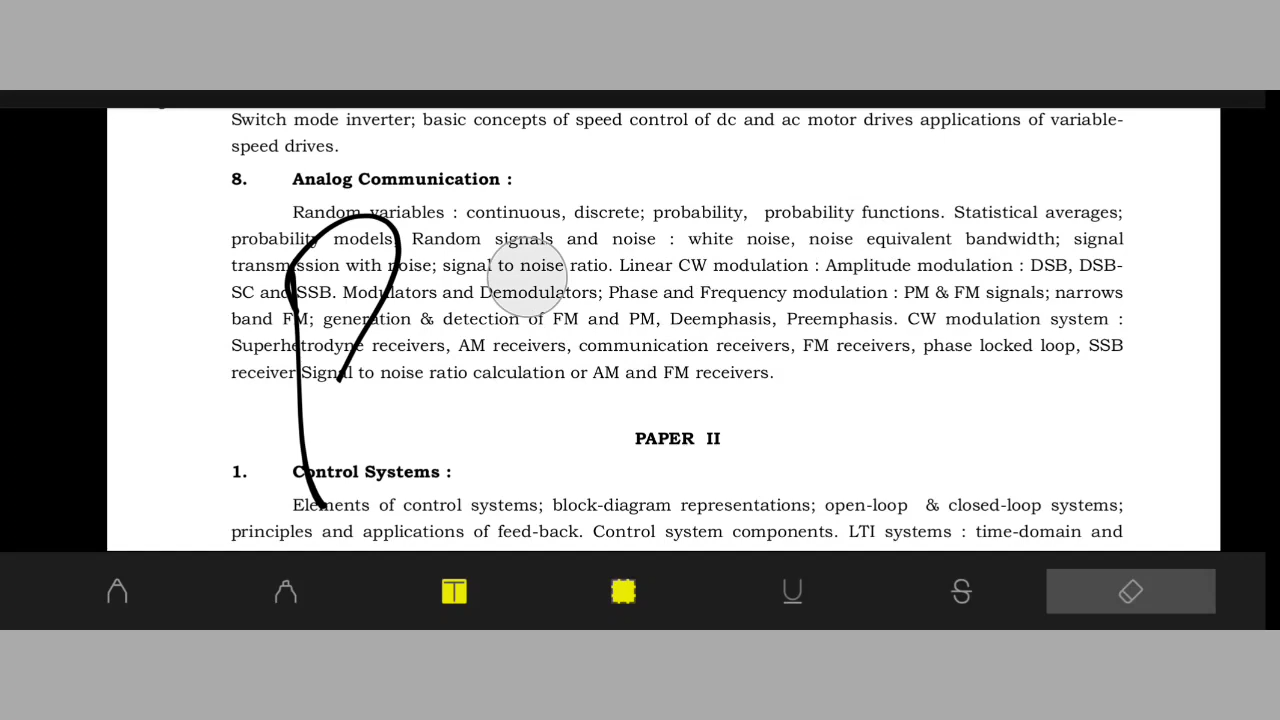 Switch mode inverter; basic concepts of speed control of dc and ac motor drives applications of variable-
speed drives.
8. Analog Communication :
Random variables : continuous, discrete; probability, probability functions. Statistical averages;
probability models; Random signals and noise : white noise, noise equivalent bandwidth; signal
transmission with noise; signal to noise ratio. Linear CW modulation : Amplitude modulation : DSB, DSB-
SC and SSB. Modulators and Demodulators; Phase and Frequency modulation : PM & FM signals; narrows
band FM; generation & detection of FM and PM, Deemphasis, Preemphasis. CW modulation system :
Superhetrodyne receivers, AM receivers, communication receivers, FM receivers, phase locked loop, SSB
receiver Signal to noise ratio calculation or AM and FM receivers.
PAPER II
1. Control Systems :
Elements of control systems; block-diagram representations; open-loop & closed-loop systems;
principles and applications of feed-back. Control system components. LTI systems : time-domain and